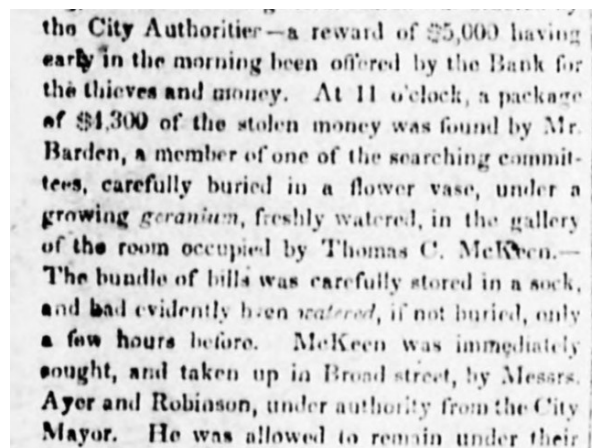 the City Authoritier—a reward of $5,000 having
early in the morning been offered by the Bank for
the thieves and money. At 11 o'clock, a package
of $4,300 of the stolen money was found by Mr.
Barden, a member of one of the searching commit-
tees, carefully buried in a flower vase, under a
growing geranium, freshly watered, in the gallery
of the room occupied by Thomas C. McKeen.—
The bundle of bills was carefully stored in a sock,
and had evidently been watered, if not buried, only
a few hours before. McKeen was immediately
sought, and taken up in Broad street, by Messrs.
Ayer and Robinson, under authority from the City
Mayor. He was allowed to remain under their